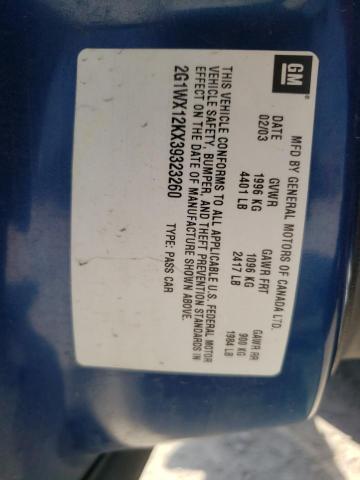 GM
MFD BY GENERAL MOTORS OF CANADA LTD.
DATE GVWR GAWR FRT GAWR RR
02/03 1996 KG 1096 KG 900 KG
4401 LB 2417 LB 1984 LB
THIS VEHICLE CONFORMS TO ALL APPLICABLE U.S. FEDERAL MOTOR
VEHICLE SAFETY, BUMPER, AND THEFT PREVENTION STANDARDS IN
EFFECT ON THE DATE OF MANUFACTURE SHOWN ABOVE.
2G1WX12KX39323260 TYPE: PASS CAR